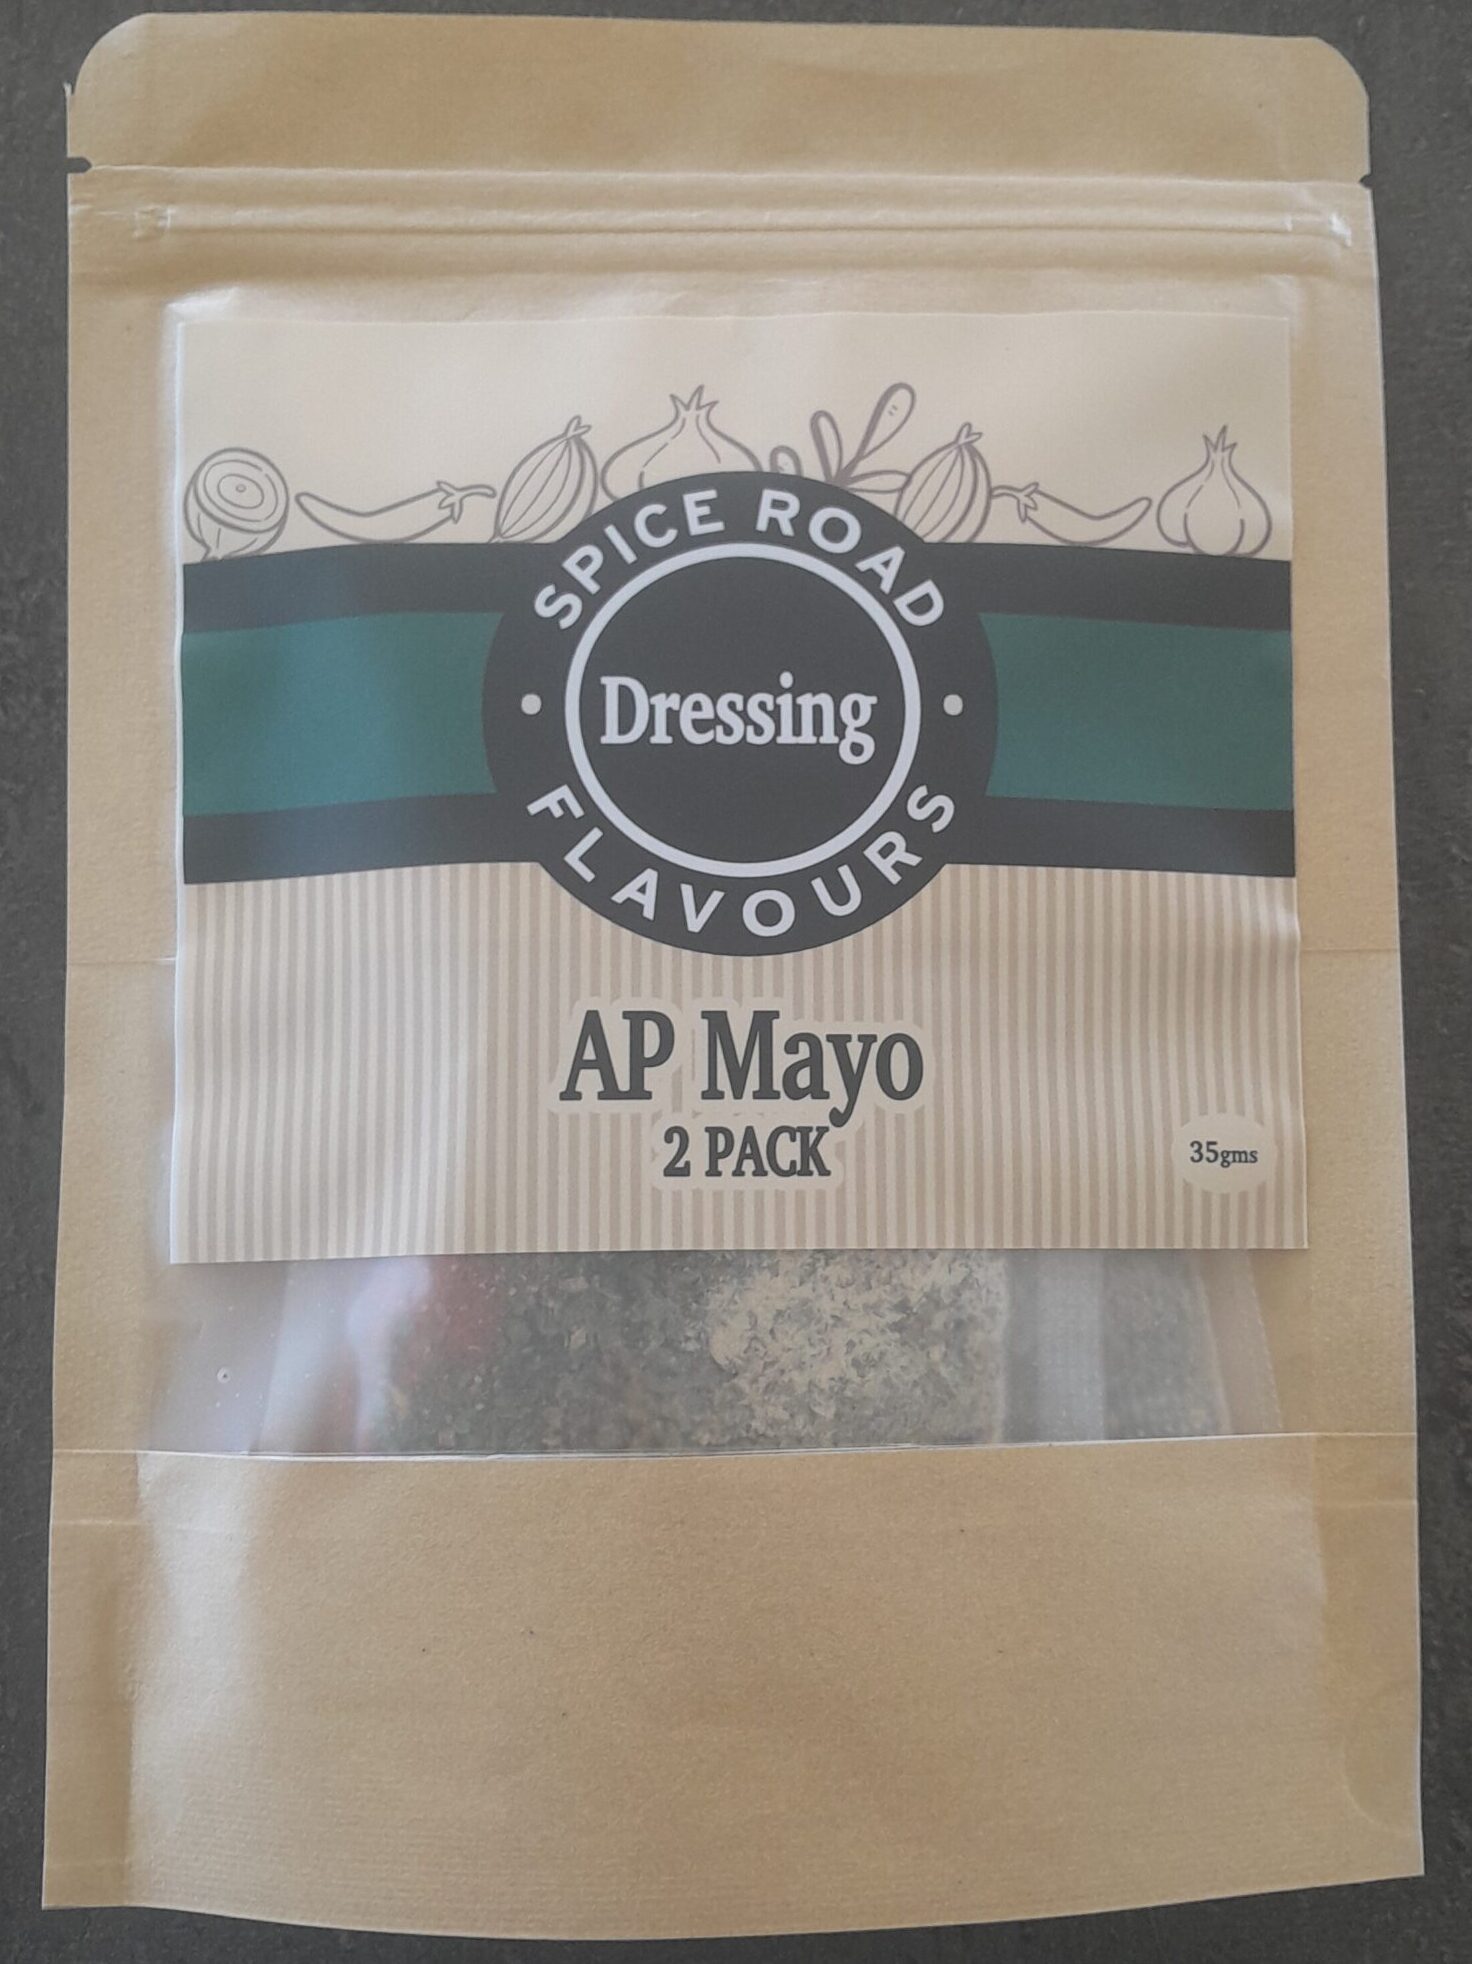 SPICE ROAD
Dressing
FLAVOURS
AP Mayo
2 PACK
35gms